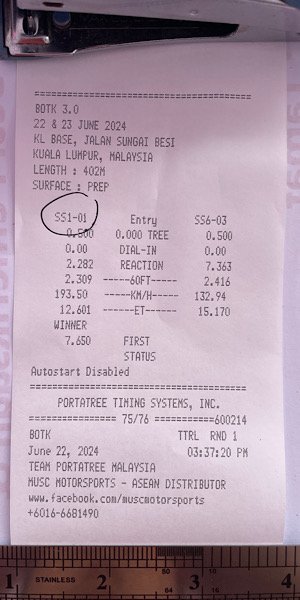 ==========================================
BOTK 3.0
22 & 23 JUNE 2024
KL BASE, JALAN SUNGAI BESI
KUALA LUMPUR, MALAYSIA
LENGTH : 402M
SURFACE : PREP
SS1-01 Entry SS6-03
0.500 0.000 TREE 0.500
0.00 DIAL-IN 0.00
2.282 REACTION 7.363
2.309 -----60FT----- 2.416
193.50 -----KM/H----- 132.94
12.601 ------ET------ 15.170
WINNER
7.650 FIRST
STATUS
Autostart Disabled
==========================================
PORTATREE TIMING SYSTEMS, INC.
================ 75/76 ===========600214
BOTK TTRL RND 1
June 22, 2024 03:37:20 PM
TEAM PORTATREE MALAYSIA
MUSC MOTORSPORTS - ASEAN DISTRIBUTOR
www.facebook.com/muscmotorsports
+6016-6681490
1 STAINLESS 2 80 84 3 10 16 4